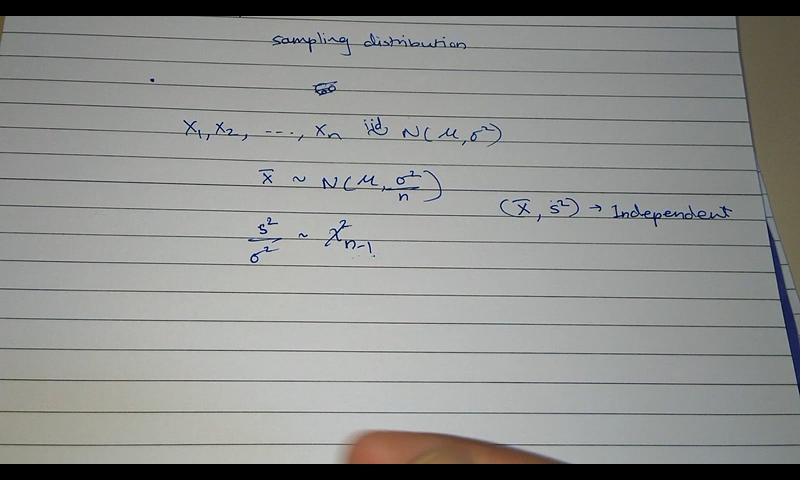 sampling distribution
X₁, X₂, ...., Xₙ iid N(μ, σ²)
x̄ ~ N(μ, σ²/n)
(x̄, s²) → Independent
s²/σ² ~ χ²ₙ₋₁